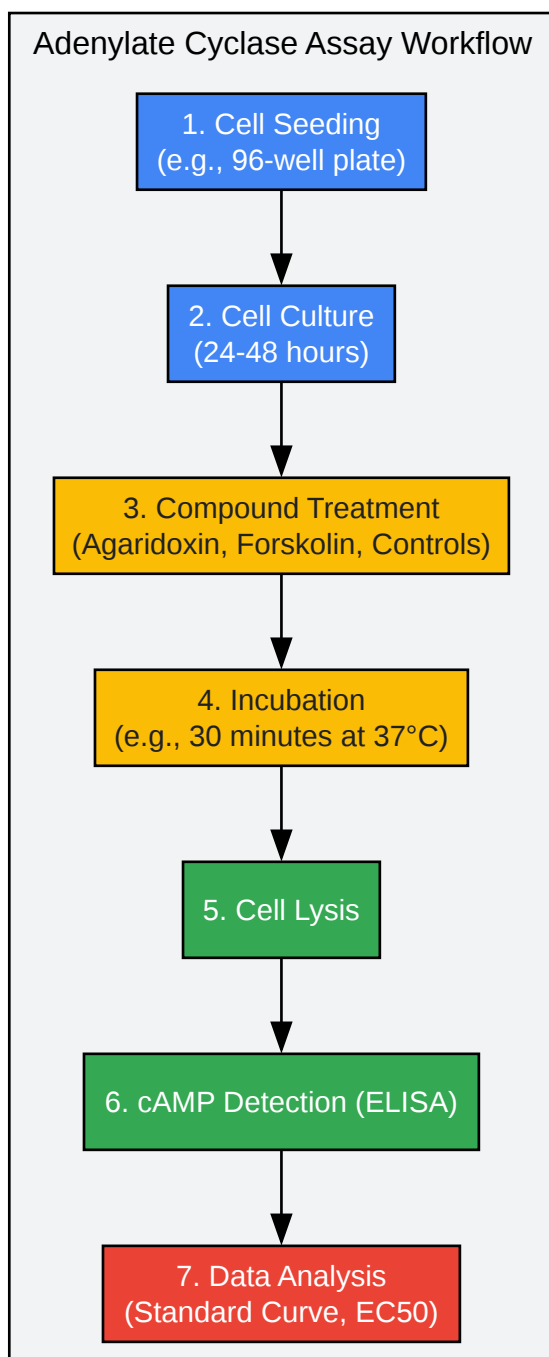 Adenylate Cyclase Assay Workflow
1. Cell Seeding
(e.g., 96-well plate)
2. Cell Culture
(24-48 hours)
3. Compound Treatment
(Agaridoxin, Forskolin, Controls)
4. Incubation
(e.g., 30 minutes at 37°C)
5. Cell Lysis
6. cAMP Detection (ELISA)
7. Data Analysis
(Standard Curve, EC50)